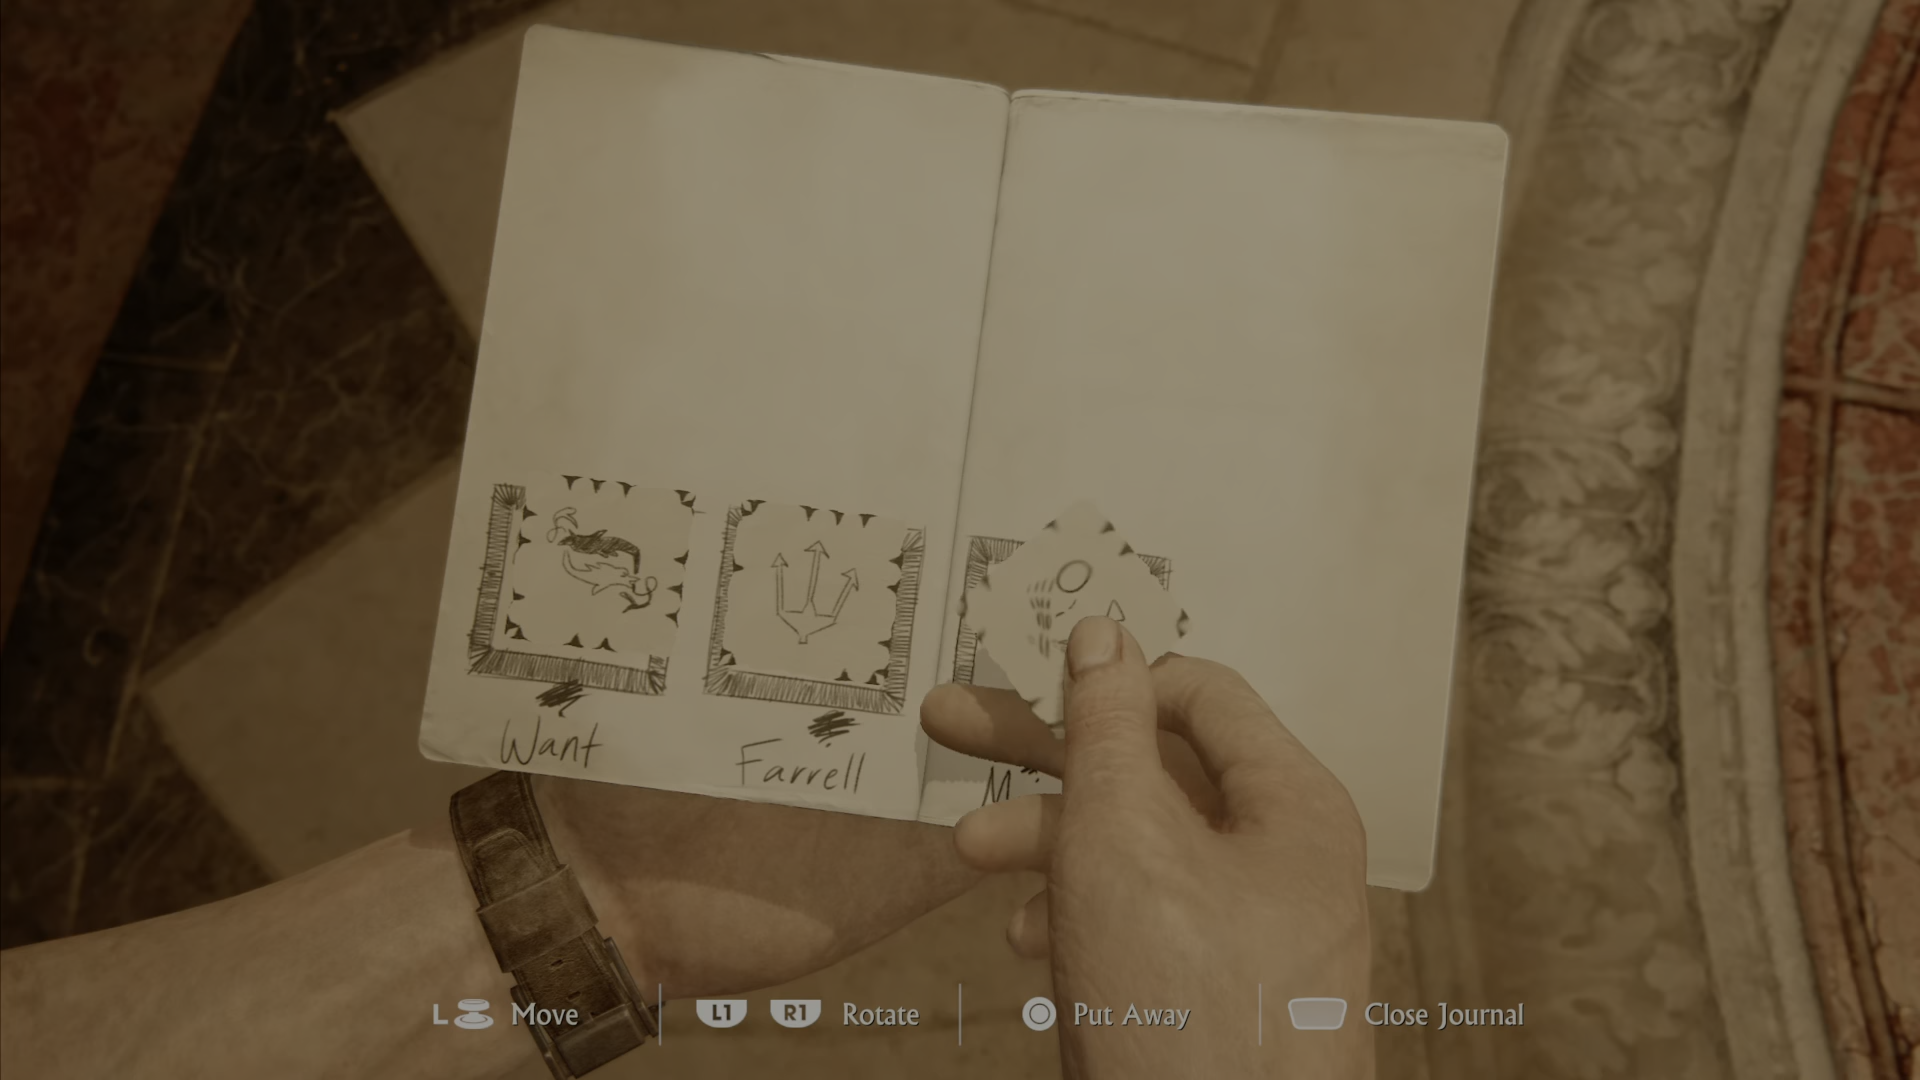 Want
Farrell
M
L Move
L1 R1 Rotate
Put Away
Close Journal